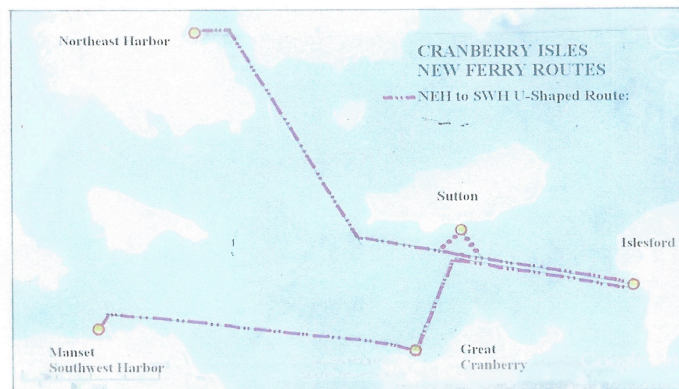 Northeast Harbor
CRANBERRY ISLES
NEW FERRY ROUTES
NEH to SWH U-Shaped Route:
Sutton
Islesford
Manset
Southwest Harbor
Great
Cranberry